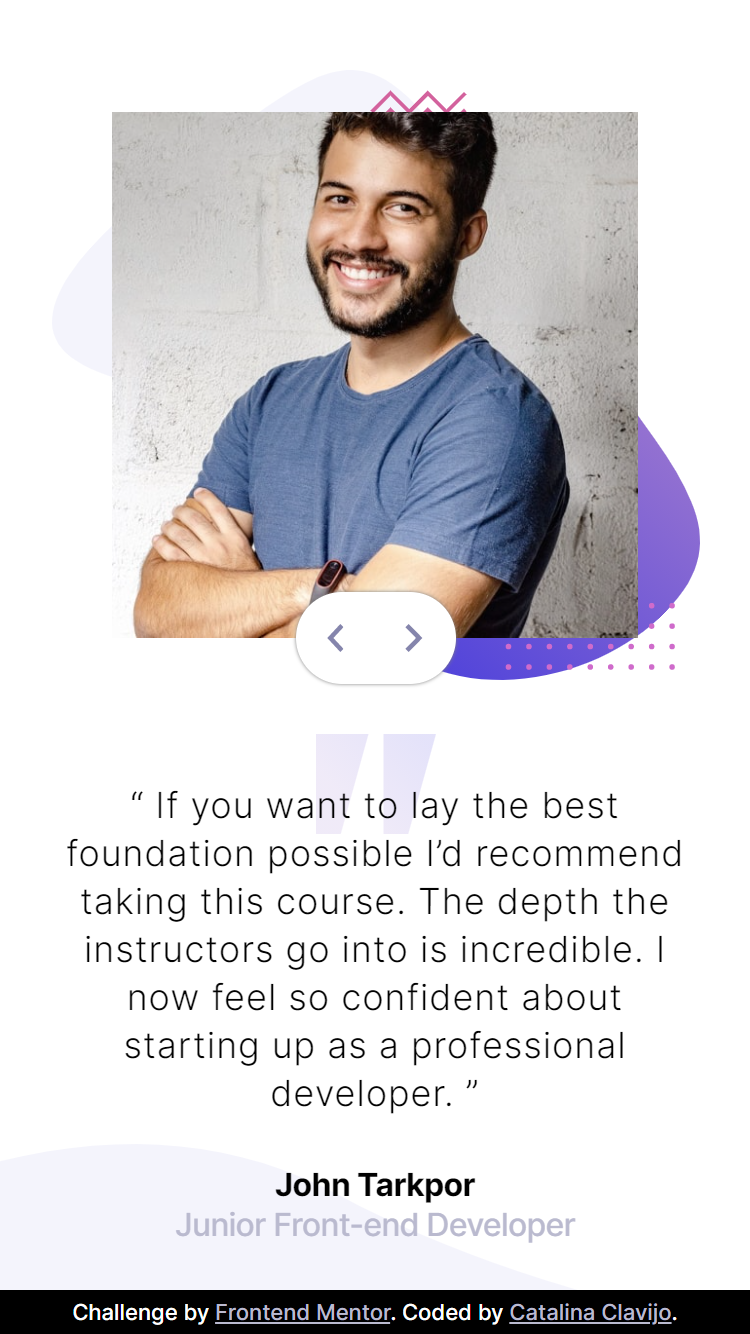 “ If you want to lay the best
foundation possible I’d recommend
taking this course. The depth the
instructors go into is incredible. I
now feel so confident about
starting up as a professional
developer. ”
John Tarkpor
Junior Front-end Developer
Challenge by Frontend Mentor. Coded by Catalina Clavijo.